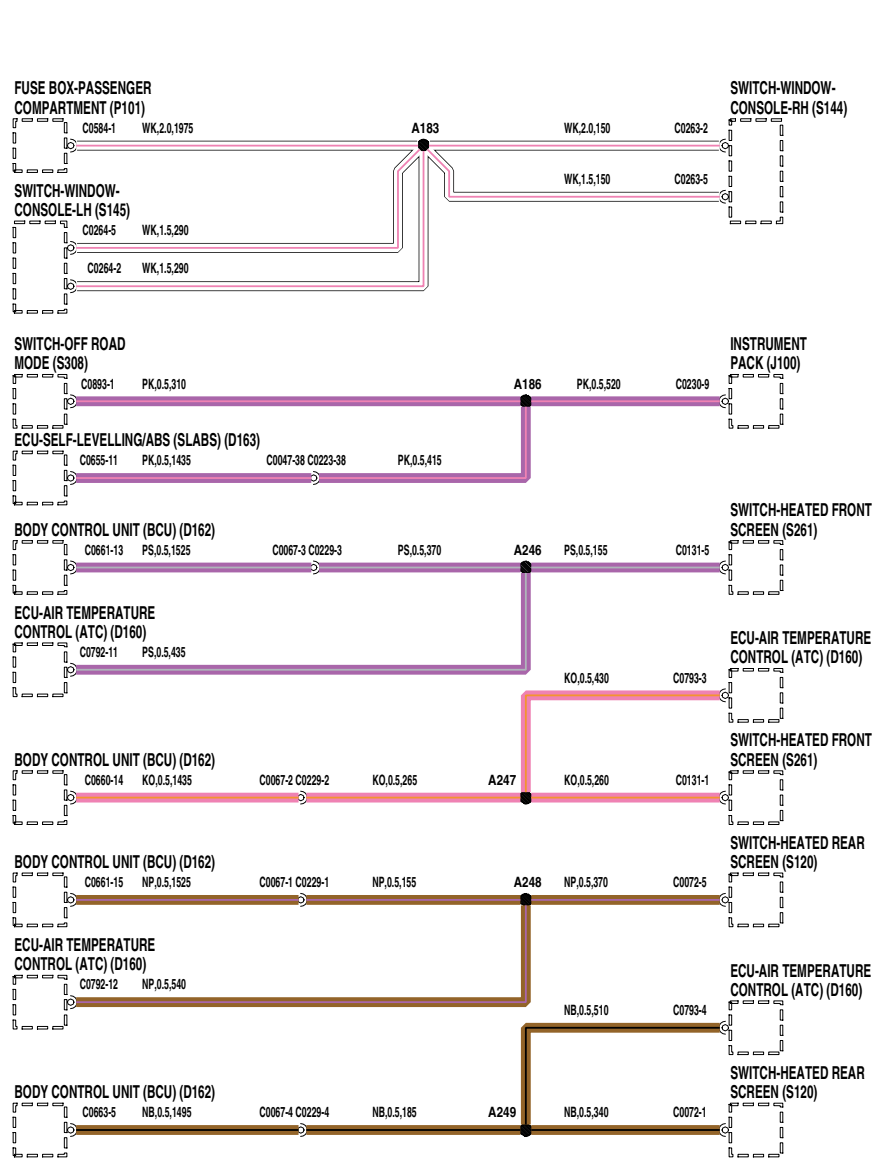 FUSE BOX-PASSENGER
COMPARTMENT (P101)
SWITCH-WINDOW-
CONSOLE-RH (S144)
C0584-1 WK,2.0,1975 A183 WK,2.0,150 C0263-2
WK,1.5,150 C0263-5
SWITCH-WINDOW-
CONSOLE-LH (S145)
C0264-5 WK,1.5,290
C0264-2 WK,1.5,290
SWITCH-OFF ROAD
MODE (S308)
INSTRUMENT
PACK (J100)
C0893-1 PK,0.5,310 A186 PK,0.5,520 C0230-9
ECU-SELF-LEVELLING/ABS (SLABS) (D163)
C0655-11 PK,0.5,1435 C0047-38 C0223-38 PK,0.5,415
SWITCH-HEATED FRONT
SCREEN (S261)
BODY CONTROL UNIT (BCU) (D162)
C0661-13 PS,0.5,1525 C0067-3 C0229-3 PS,0.5,370 A246 PS,0.5,155 C0131-5
ECU-AIR TEMPERATURE
CONTROL (ATC) (D160)
C0792-11 PS,0.5,435
ECU-AIR TEMPERATURE
CONTROL (ATC) (D160)
KO,0.5,430 C0793-3
SWITCH-HEATED FRONT
SCREEN (S261)
BODY CONTROL UNIT (BCU) (D162)
C0660-14 KO,0.5,1435 C0067-2 C0229-2 KO,0.5,265 A247 KO,0.5,260 C0131-1
SWITCH-HEATED REAR
SCREEN (S120)
BODY CONTROL UNIT (BCU) (D162)
C0661-15 NP,0.5,1525 C0067-1 C0229-1 NP,0.5,155 A248 NP,0.5,370 C0072-5
ECU-AIR TEMPERATURE
CONTROL (ATC) (D160)
C0792-12 NP,0.5,540
ECU-AIR TEMPERATURE
CONTROL (ATC) (D160)
NB,0.5,510 C0793-4
SWITCH-HEATED REAR
SCREEN (S120)
BODY CONTROL UNIT (BCU) (D162)
C0663-5 NB,0.5,1495 C0067-4 C0229-4 NB,0.5,185 A249 NB,0.5,340 C0072-1